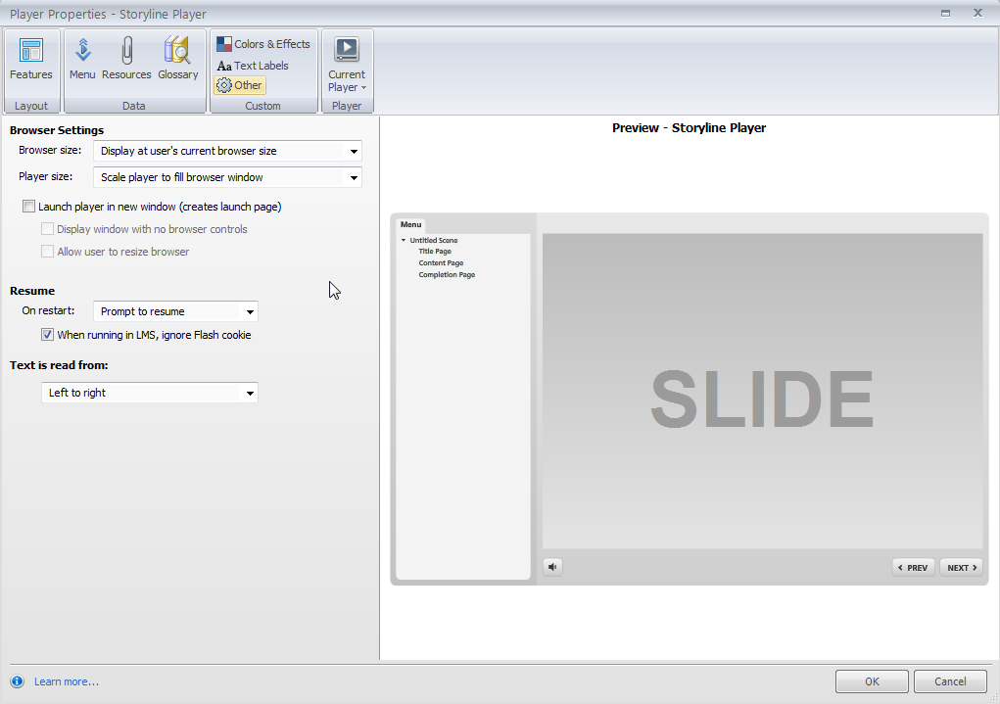 Player Properties - Storyline Player
Features
Menu
Resources
Glossary
Colors & Effects
Aa Text Labels
Other
Current
Player
Layout
Data
Custom
Player
Browser Settings
Browser size: Display at user's current browser size
Player size: Scale player to fill browser window
Launch player in new window (creates launch page)
Display window with no browser controls
Allow user to resize browser
Resume
On restart: Prompt to resume
When running in LMS, ignore Flash cookie
Text is read from:
Left to right
Preview - Storyline Player
Menu
Untitled Scene
Title Page
Content Page
Completion Page
SLIDE
PREV
NEXT
Learn more...
OK
Cancel